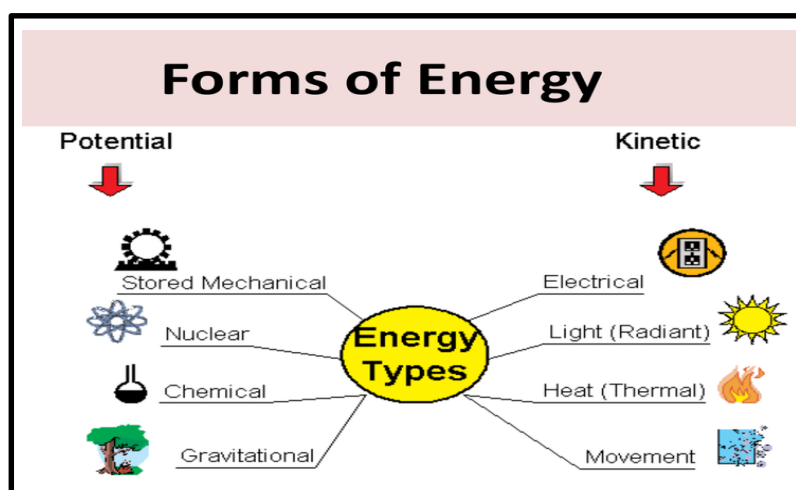 Forms of Energy
Potential
Kinetic
Stored Mechanical
Electrical
Nuclear
Light (Radiant)
Energy
Types
Chemical
Heat (Thermal)
Gravitational
Movement